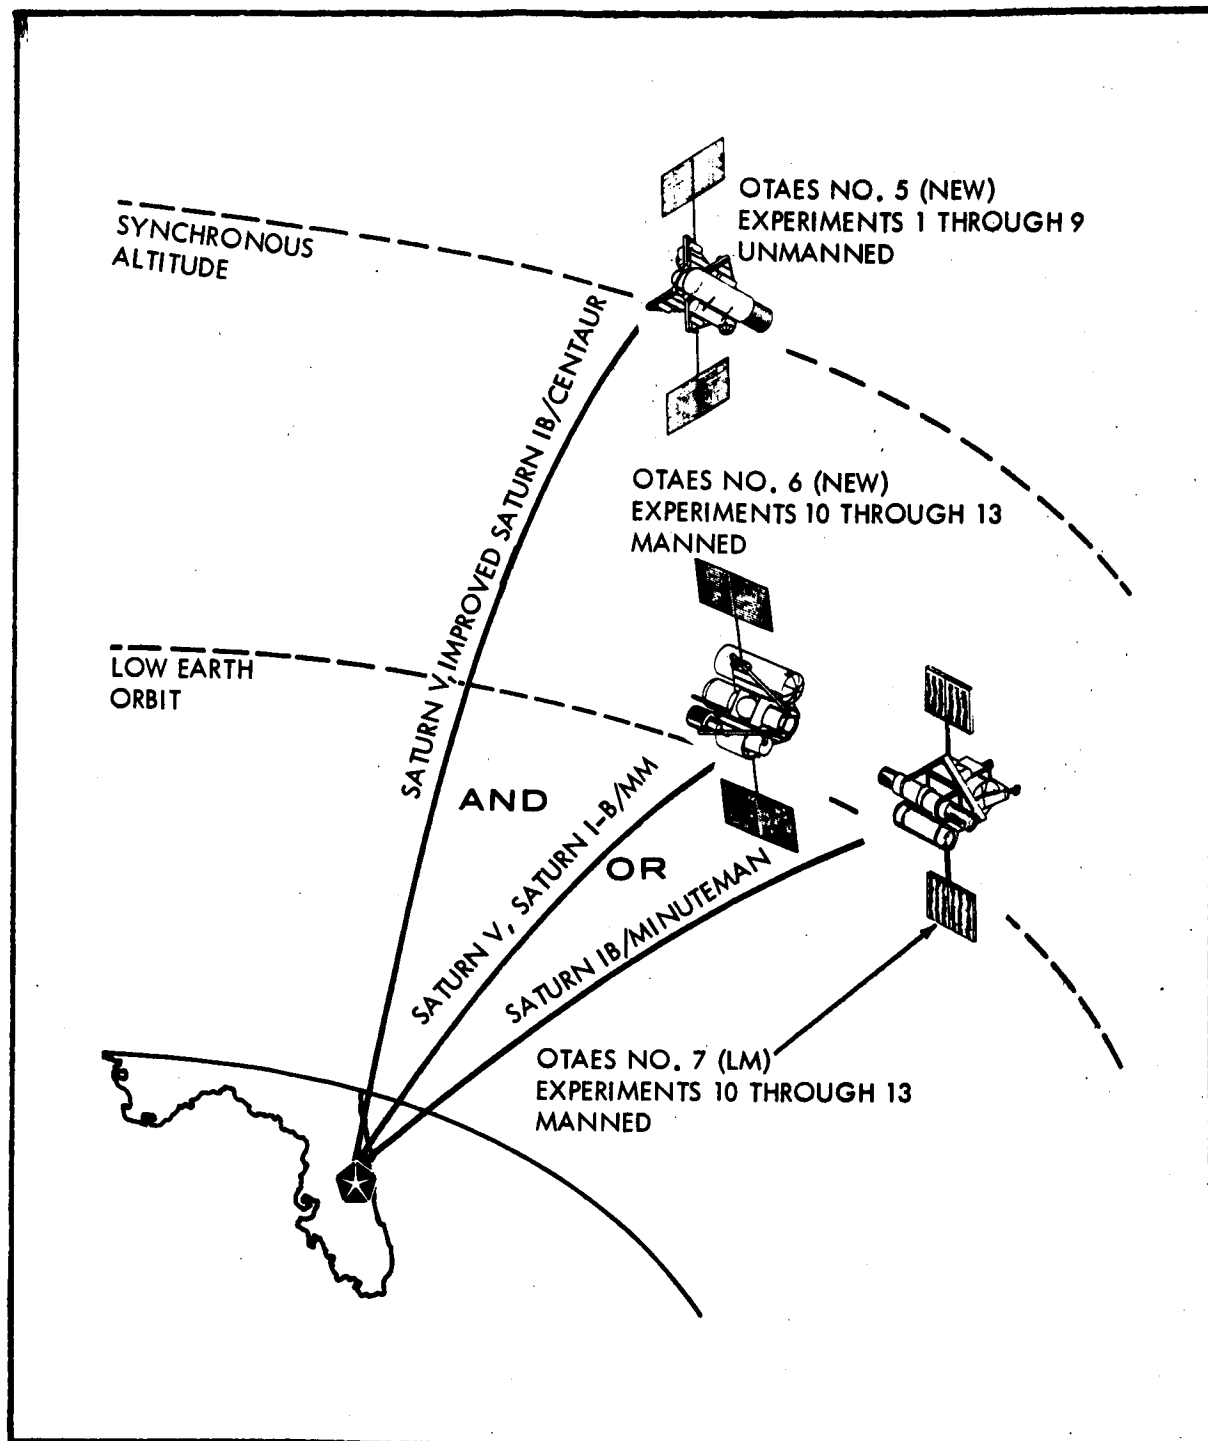 OTAES NO. 5 (NEW)
EXPERIMENTS 1 THROUGH 9
UNMANNED
SYNCHRONOUS
ALTITUDE
SATURN V, IMPROVED SATURN IB/CENTAUR
OTAES NO. 6 (NEW)
EXPERIMENTS 10 THROUGH 13
MANNED
LOW EARTH
ORBIT
AND
SATURN V, SATURN I-B/MM
OR
SATURN IB/MINUTEMAN
OTAES NO. 7 (LM)
EXPERIMENTS 10 THROUGH 13
MANNED